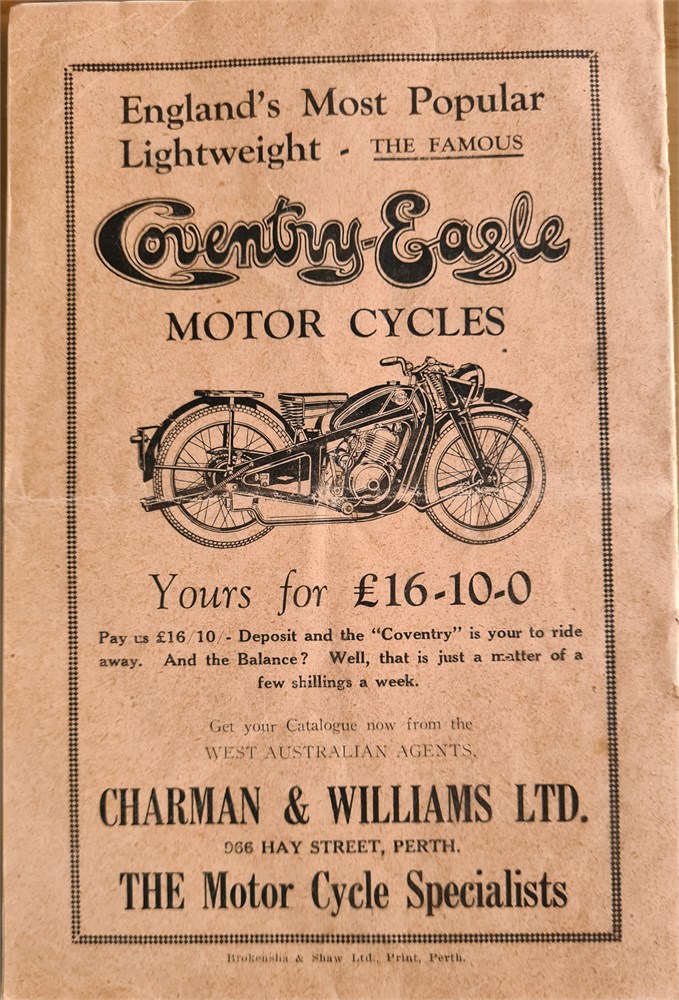 England's Most Popular
Lightweight - THE FAMOUS
Coventry-Eagle
MOTOR CYCLES
Yours for £16-10-0
Pay us £16/10/- Deposit and the "Coventry" is your to ride
away. And the Balance? Well, that is just a matter of a
few shillings a week.
Get your Catalogue now from the
WEST AUSTRALIAN AGENTS,
CHARMAN & WILLIAMS LTD.
966 HAY STREET, PERTH.
THE Motor Cycle Specialists
Brokensha & Shaw Ltd., Print, Perth.